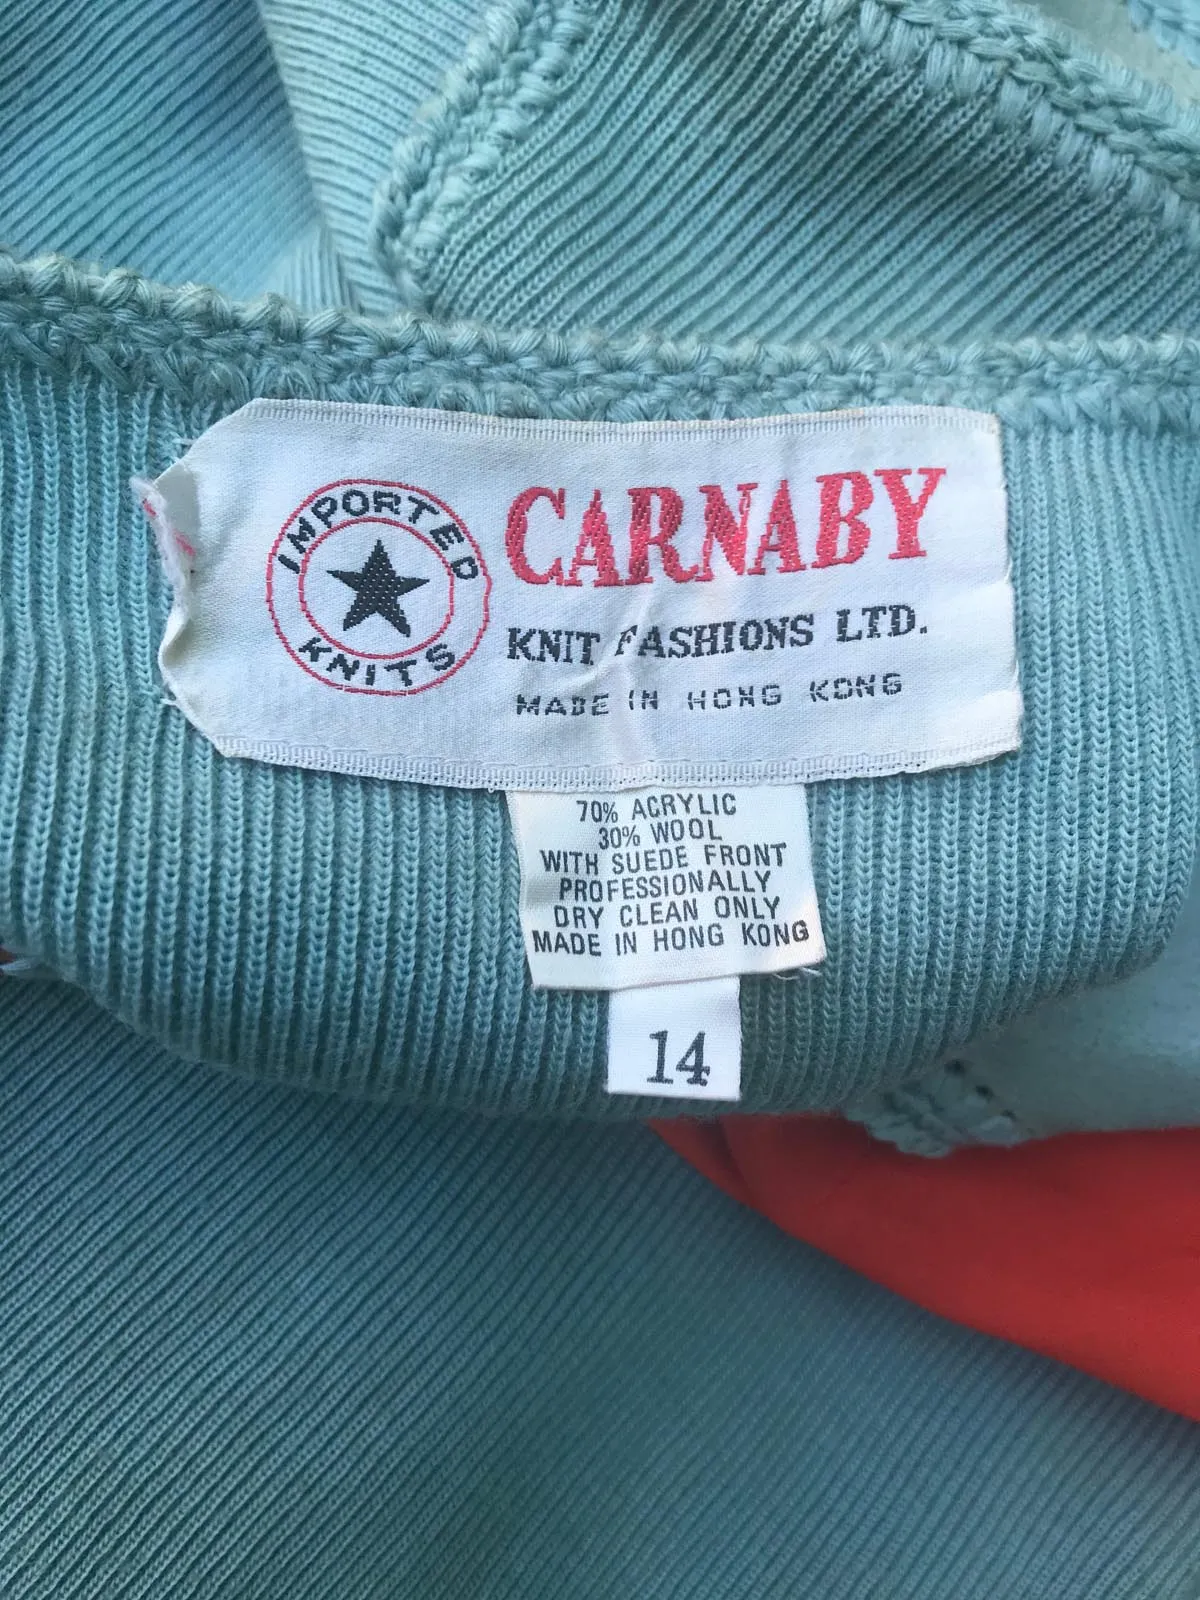 IMPORTED
KNITS
CARNABY
KNIT FASHIONS LTD.
MADE IN HONG KONG
70% ACRYLIC
30% WOOL
WITH SUEDE FRONT
PROFESSIONALLY
DRY CLEAN ONLY
MADE IN HONG KONG
14